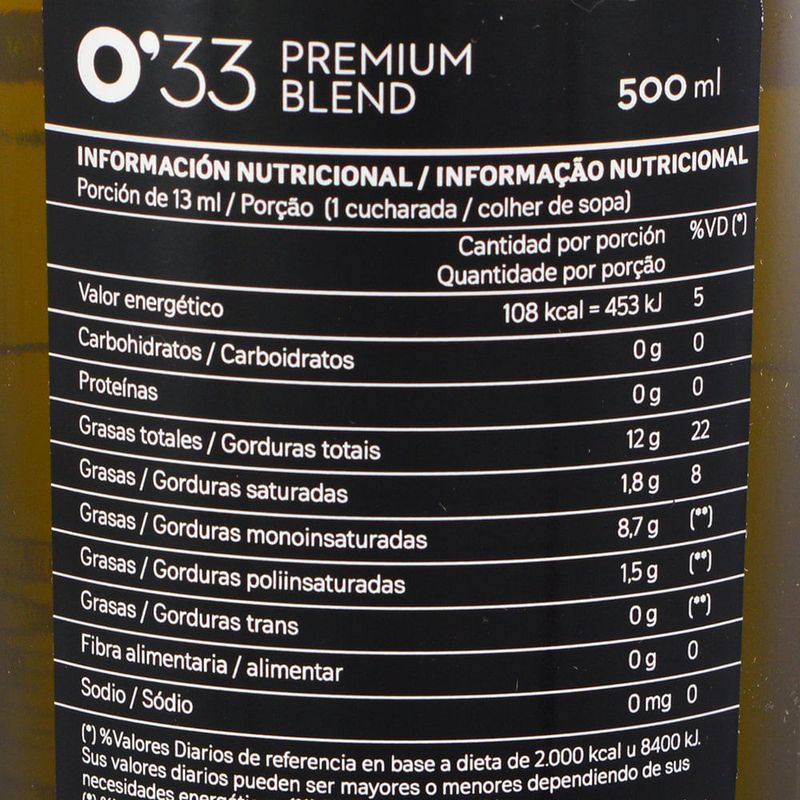 O'33 PREMIUM
BLEND
500 ml
INFORMACIÓN NUTRICIONAL / INFORMAÇÃO NUTRICIONAL
Porción de 13 ml / Porção (1 cucharada / colher de sopa)
Cantidad por porción %VD(*)
Quantidade por porção
Valor energético 108 kcal = 453 kJ 5
Carbohidratos / Carboidratos 0 g 0
Proteínas 0 g 0
Grasas totales / Gorduras totais 12 g 22
Grasas / Gorduras saturadas 1,8 g 8
Grasas / Gorduras monoinsaturadas 8,7 g (**)
Grasas / Gorduras poliinsaturadas 1,5 g (**)
Grasas / Gorduras trans 0 g (**)
Fibra alimentaria / alimentar 0 g 0
Sodio / Sódio 0 mg 0
(*) %Valores Diarios de referencia en base a dieta de 2.000 kcal u 8400 kJ.
Sus valores diarios pueden ser mayores o menores dependiendo de sus
necesidades